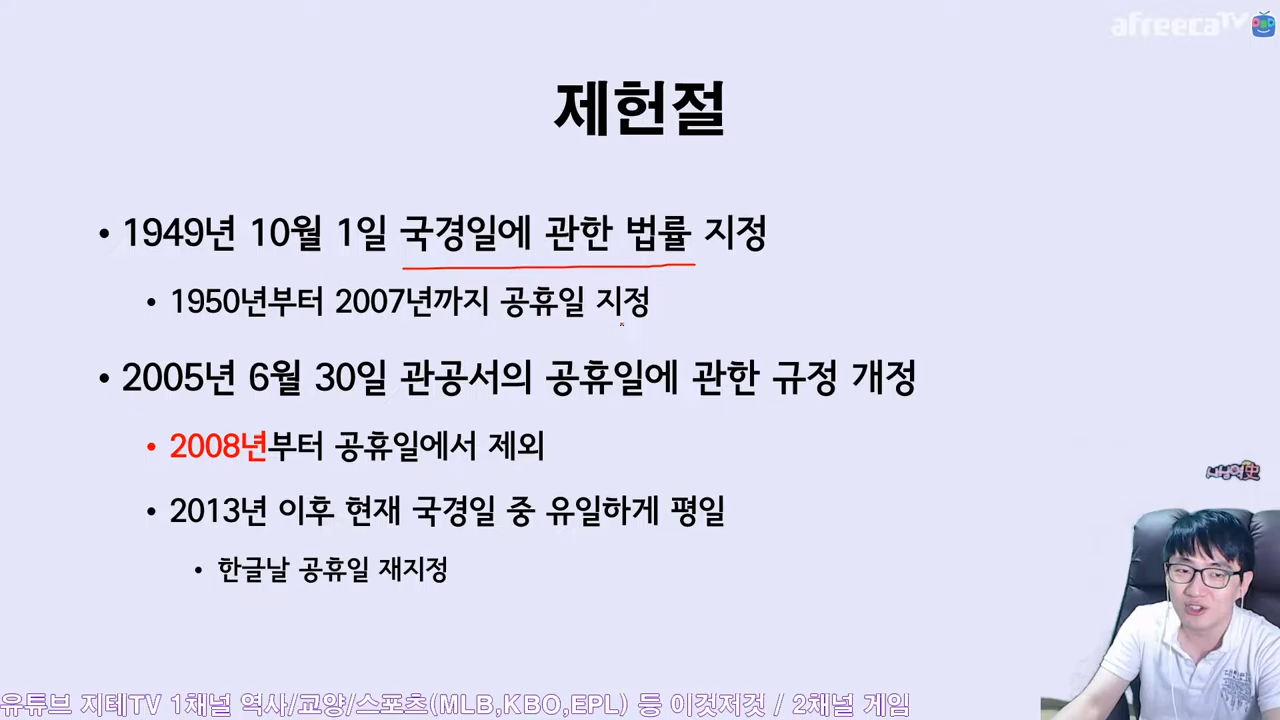 afreecaTV
제헌절
• 1949년 10월 1일 국경일에 관한 법률 지정
• 1950년부터 2007년까지 공휴일 지정
• 2005년 6월 30일 관공서의 공휴일에 관한 규정 개정
• 2008년부터 공휴일에서 제외
• 2013년 이후 현재 국경일 중 유일하게 평일
• 한글날 공휴일 재지정
유튜브 지테TV 1채널 역사/교양/스포츠(MLB,KBO,EPL) 등 이것저것 / 2채널 게임